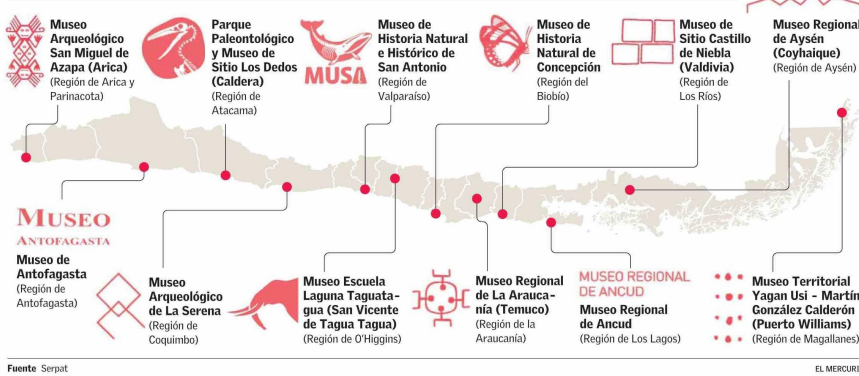 Museo
Arqueológico
San Miguel de
Azapa (Arica)
(Región de Arica y
Parinacota)
Parque
Paleontológico
y Museo de
Sitio Los Dedos
(Caldera)
(Región de
Atacama)
MUSA
Museo de
Historia Natural
e Histórico de
San Antonio
(Región de
Valparaíso)
Museo de
Historia
Natural de
Concepción
(Región del
Biobío)
Museo de
Sitio Castillo
de Niebla
(Valdivia)
(Región de
Los Ríos)
Museo Regional
de Aysén
(Coyhaique)
(Región de Aysén)
MUSEO
ANTOFAGASTA
Museo de
Antofagasta
(Región de
Antofagasta)
Museo
Arqueológico
de La Serena
(Región de
Coquimbo)
Museo Escuela
Laguna Taguata-
gua (San Vicente
de Tagua Tagua)
(Región de O'Higgins)
Museo Regional
de La Arauca-
nía (Temuco)
(Región de la
Araucanía)
MUSEO REGIONAL
DE ANCUD
Museo Regional
de Ancud
(Región de Los Lagos)
Museo Territorial
Yagan Usi - Martín
González Calderón
(Puerto Williams)
(Región de Magallanes)
Fuente Serpat
EL MERCURI